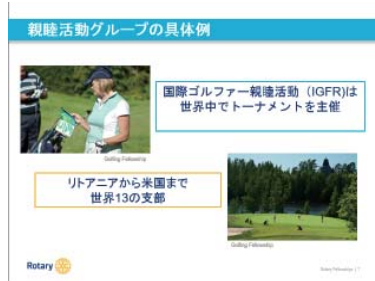 親睦活動グループの具体例
国際ゴルファー親睦活動（IGFR)は
世界中でトーナメントを主催
Golfing Fellowship
リトアニアから米国まで
世界13の支部
Golfing Fellowship
Rotary
Rotary Fellowships | 7